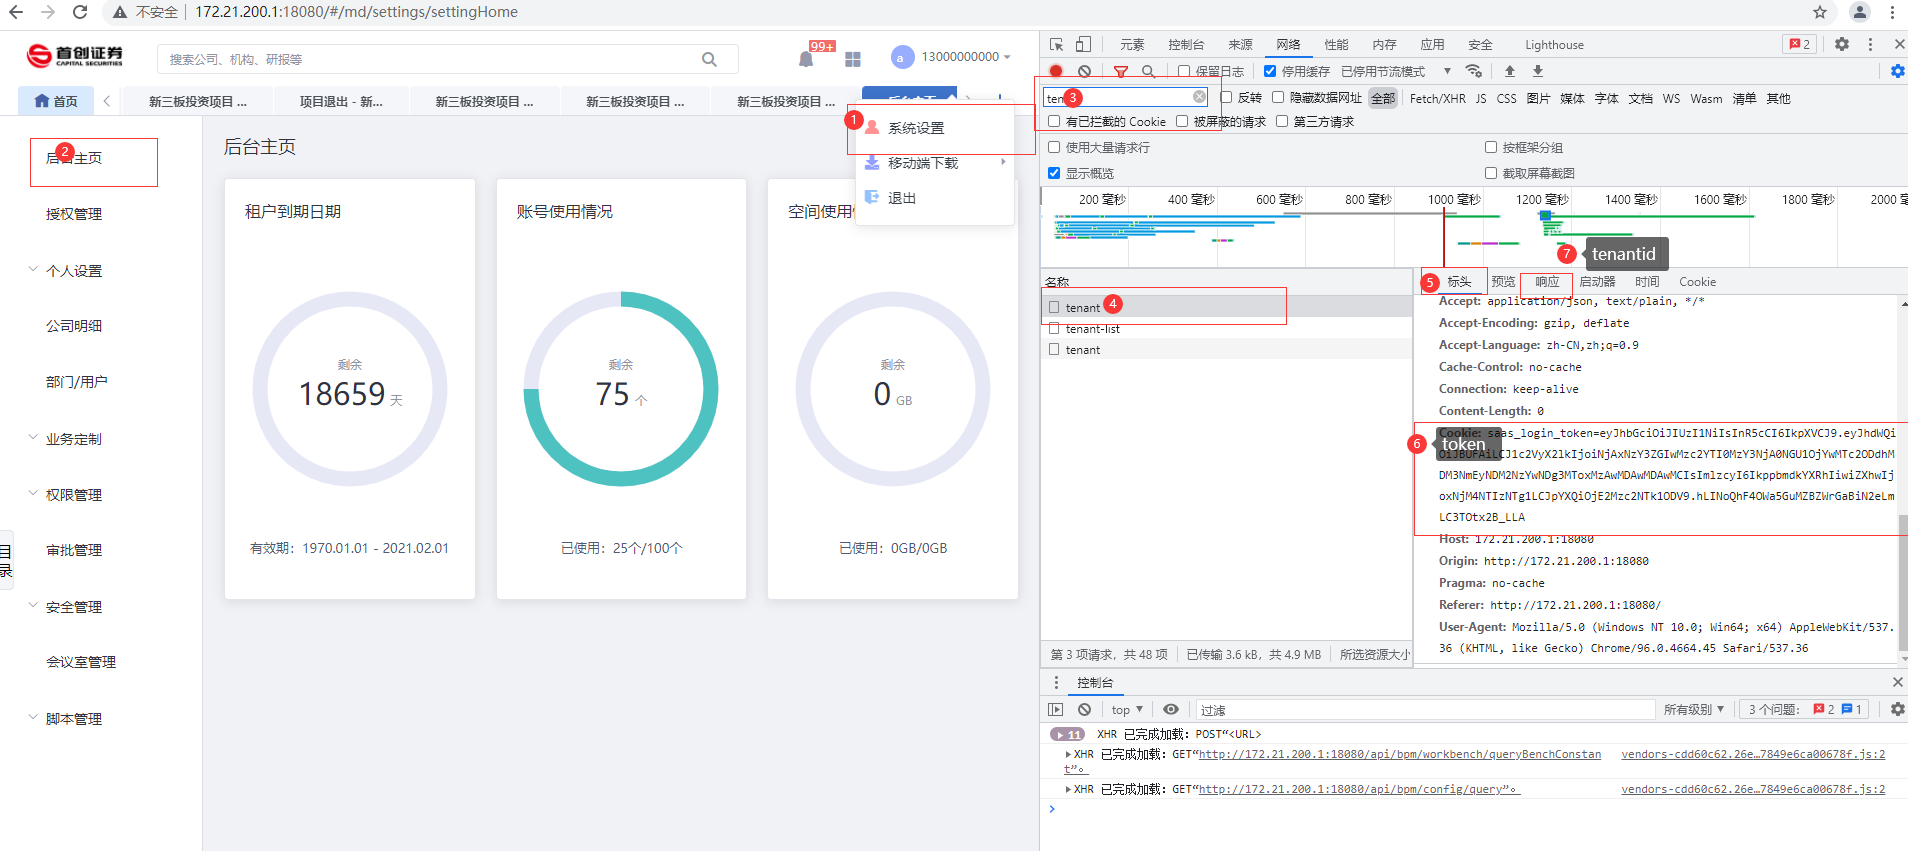 不安全 172.21.200.1:18080/#/md/settings/settingHome
首创证券
CAPITAL SECURITIES
搜索公司、机构、研报等
99+
a
13000000000
首页
新三板投资项目 ...
项目退出 - 新...
新三板投资项目 ...
新三板投资项目 ...
新三板投资项目 ...
1
系统设置
移动端下载
退出
2
后台主页
授权管理
个人设置
公司明细
部门/用户
业务定制
权限管理
审批管理
安全管理
会议室管理
脚本管理
目录
后台主页
租户到期日期
剩余
18659 天
有效期：1970.01.01 - 2021.02.01
账号使用情况
剩余
75 个
已使用：25个/100个
空间使用情
剩余
0 GB
已使用：0GB/0GB
元素 控制台 来源 网络 性能 内存 应用 安全 Lighthouse 2
保留日志 停用缓存 已停用节流模式
ten 3 反转 隐藏数据网址 全部 Fetch/XHR JS CSS 图片 媒体 字体 文档 WS Wasm 清单 其他
有已拦截的 Cookie 被屏蔽的请求 第三方请求
使用大量请求行 按框架分组
显示概览 截取屏幕截图
200 毫秒 400 毫秒 600 毫秒 800 毫秒 1000 毫秒 1200 毫秒 1400 毫秒 1600 毫秒 1800 毫秒 2000 毫
7 tenantid
名称
tenant 4
tenant-list
tenant
5 标头 预览 响应 启动器 时间 Cookie
Accept: application/json, text/plain, */*
Accept-Encoding: gzip, deflate
Accept-Language: zh-CN,zh;q=0.9
Cache-Control: no-cache
Connection: keep-alive
Content-Length: 0
6 token
Cookie: saas_login_token=eyJhbGciOiJIUzI1NiIsInR5cCI6IkpXVCJ9.eyJhdWQi
OiJBUFAiLCJ1c2VyX2lkIjoiNjAxNzY3ZGIwMzc2YTI0MzY3NjA0NGU1OjYwMTc2ODdhM
DM3NmEyNDM2NzYwNDg3MToxMzAwMDAwMDAwMCIsImlzcyI6IkppbmdkYXRhIiwiZXhwIj
oxNjM4NTIzNTg1LCJpYXQiOjE2Mzc2NTk1ODV9.hLINoQhF4OWa5GuMZBZWrGaBiN2eLm
LC3TOtx2B_LLA
Host: 172.21.200.1:18080
Origin: http://172.21.200.1:18080
Pragma: no-cache
Referer: http://172.21.200.1:18080/
User-Agent: Mozilla/5.0 (Windows NT 10.0; Win64; x64) AppleWebKit/537.
36 (KHTML, like Gecko) Chrome/96.0.4664.45 Safari/537.36
第 3 项请求，共 48 项 已传输 3.6 kB，共 4.9 MB 所选资源大小
控制台
top 过滤 所有级别 3 个问题： 2 1
11 XHR 已完成加载：POST“<URL>
XHR 已完成加载：GET“http://172.21.200.1:18080/api/bpm/workbench/queryBenchConstan vendors-cdd60c62.26e…7849e6ca00678f.js:2
t”。
XHR 已完成加载：GET“http://172.21.200.1:18080/api/bpm/config/query”。 vendors-cdd60c62.26e…7849e6ca00678f.js:2